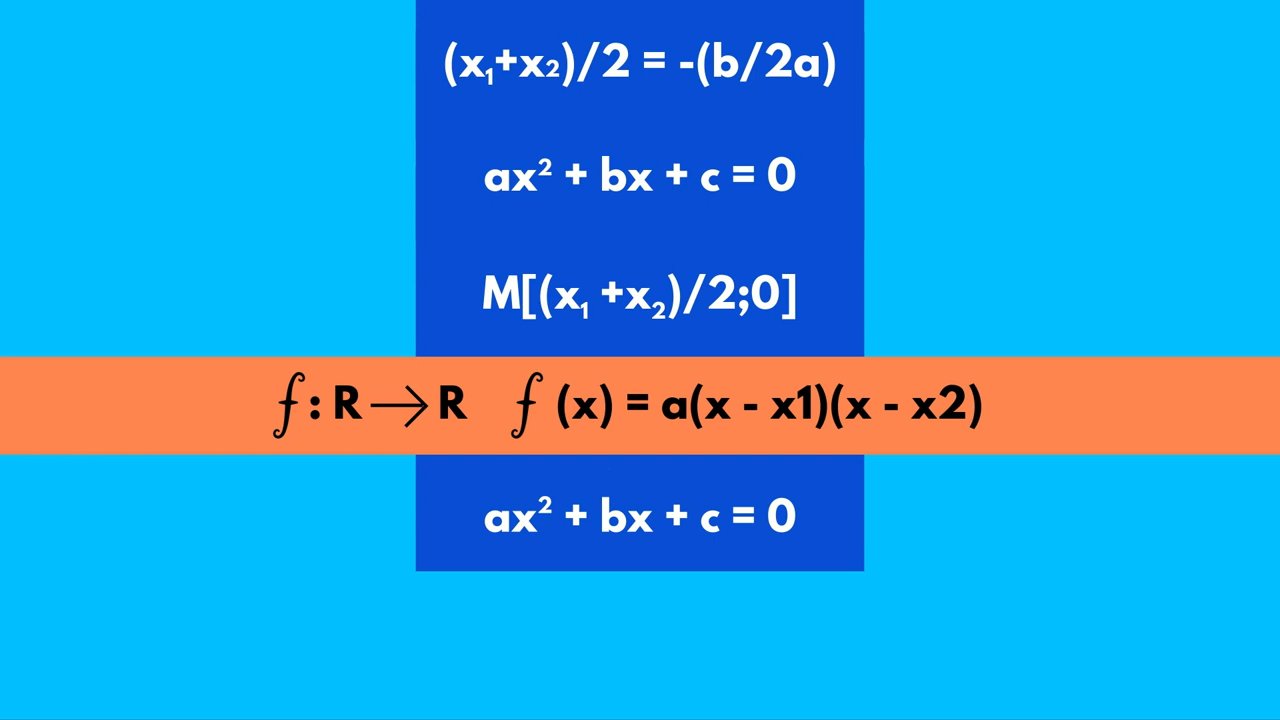 (x₁+x₂)/2 = -(b/2a)
ax² + bx + c = 0
M[(x₁ +x₂)/2;0]
f : R → R f (x) = a(x - x1)(x - x2)
ax² + bx + c = 0